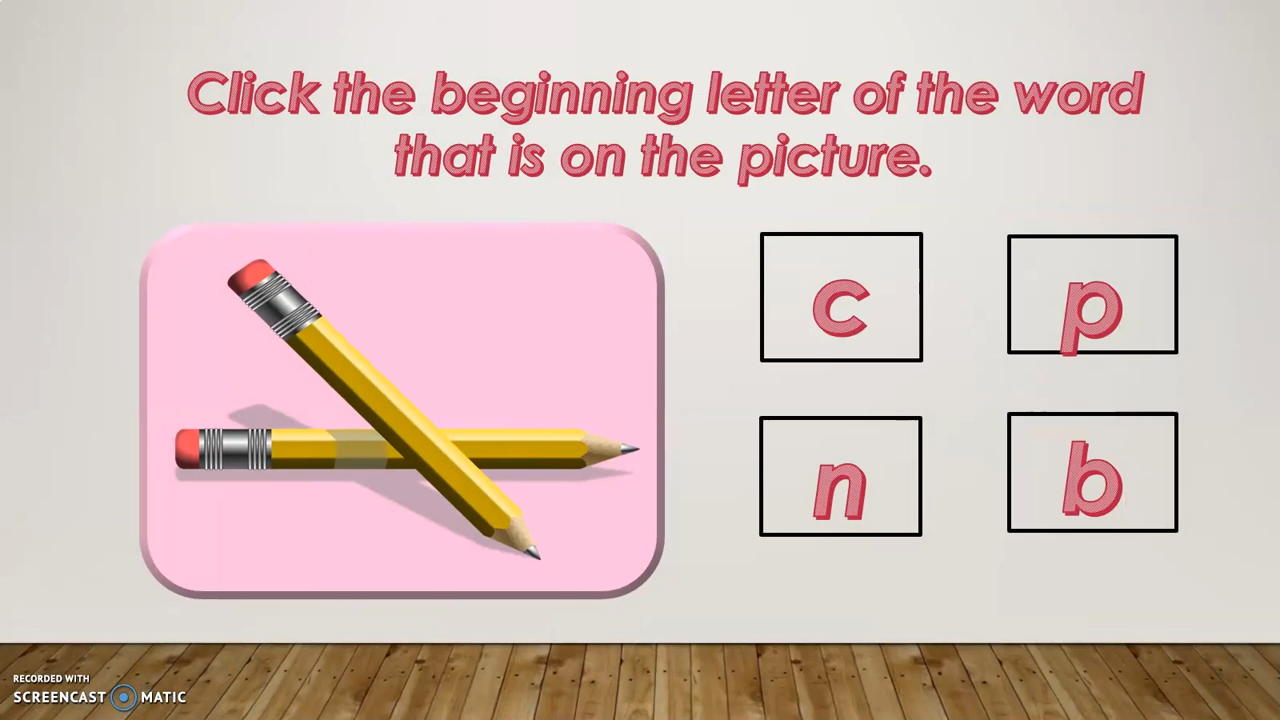 Click the beginning letter of the word
that is on the picture.
c
p
n
b
RECORDED WITH
SCREENCAST MATIC